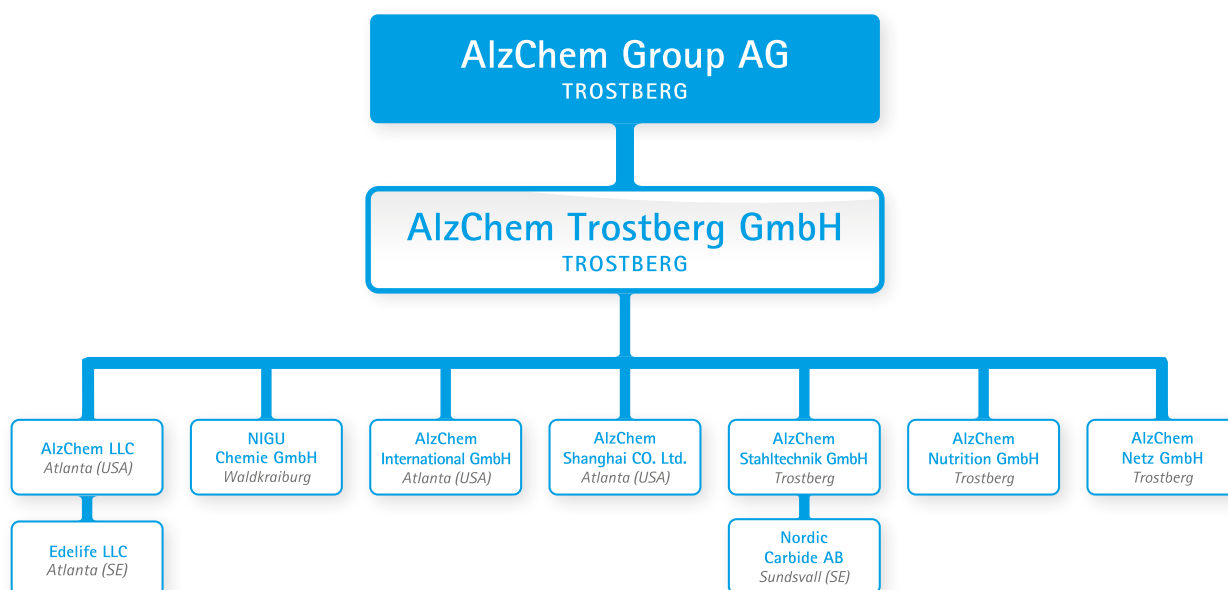 AlzChem Group AG
TROSTBERG
AlzChem Trostberg GmbH
TROSTBERG
AlzChem LLC
Atlanta (USA)
NIGU
Chemie GmbH
Waldkraiburg
AlzChem
International GmbH
Atlanta (USA)
AlzChem
Shanghai CO. Ltd.
Atlanta (USA)
AlzChem
Stahltechnik GmbH
Trostberg
AlzChem
Nutrition GmbH
Trostberg
AlzChem
Netz GmbH
Trostberg
Edelife LLC
Atlanta (SE)
Nordic
Carbide AB
Sundsvall (SE)